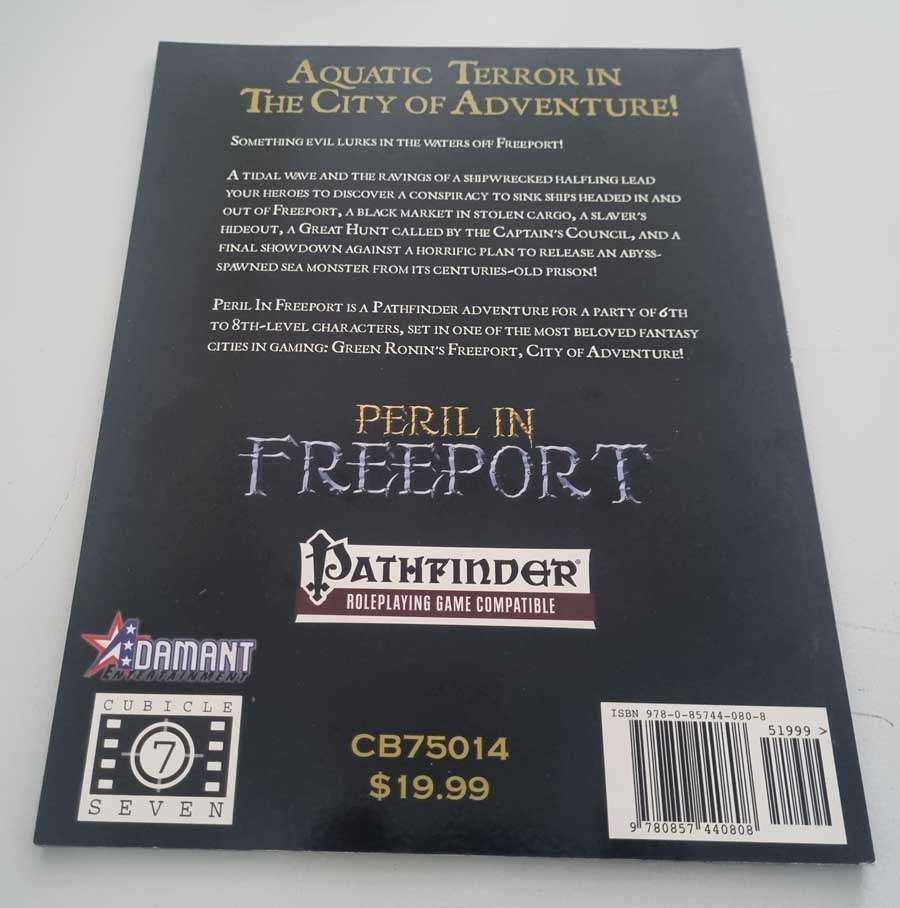 Aquatic Terror in
The City of Adventure!
Something evil lurks in the waters off Freeport!
A tidal wave and the ravings of a shipwrecked halfling lead
your heroes to discover a conspiracy to sink ships headed in and
out of Freeport, a black market in stolen cargo, a slaver's
hideout, a Great Hunt called by the Captain's Council, and a
final showdown against a horrific plan to release an abyss-
spawned sea monster from its centuries-old prison!
Peril In Freeport is a Pathfinder adventure for a party of 6th
to 8th-level characters, set in one of the most beloved fantasy
cities in gaming: Green Ronin's Freeport, City of Adventure!
PERIL IN
FREEPORT
PATHFINDER®
ROLEPLAYING GAME COMPATIBLE
ADAMANT
ENTERTAINMENT
CUBICLE
7
SEVEN
CB75014
$19.99
ISBN 978-0-85744-080-8
51999 >
9 780857 440808